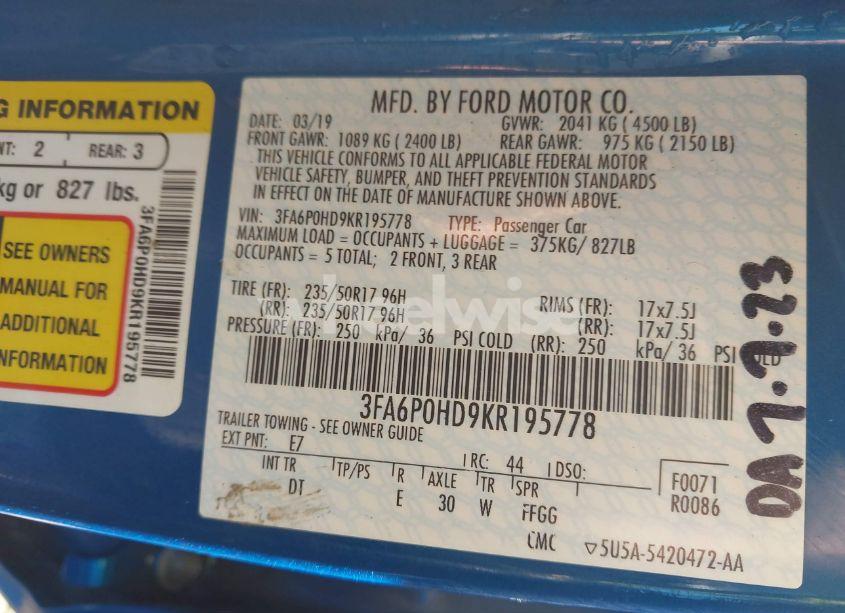 G INFORMATION
NT: 2 REAR: 3
kg or 827 lbs.
SEE OWNERS
MANUAL FOR
ADDITIONAL
INFORMATION
3FA6P0HD9KR195778
MFD. BY FORD MOTOR CO.
DATE: 03/19 GVWR: 2041 KG ( 4500 LB)
FRONT GAWR: 1089 KG ( 2400 LB) REAR GAWR: 975 KG ( 2150 LB)
THIS VEHICLE CONFORMS TO ALL APPLICABLE FEDERAL MOTOR
VEHICLE SAFETY, BUMPER, AND THEFT PREVENTION STANDARDS
IN EFFECT ON THE DATE OF MANUFACTURE SHOWN ABOVE.
VIN: 3FA6P0HD9KR195778 TYPE: Passenger Car
MAXIMUM LOAD = OCCUPANTS + LUGGAGE = 375KG/ 827LB
OCCUPANTS = 5 TOTAL; 2 FRONT, 3 REAR
TIRE (FR): 235/50R17 96H RIMS (FR): 17x7.5J
(RR): 235/50R17 96H (RR): 17x7.5J
PRESSURE (FR): 250 kPa/ 36 PSI COLD (RR): 250 kPa/ 36 PSI COLD
3FA6P0HD9KR195778
TRAILER TOWING - SEE OWNER GUIDE
EXT PNT: E7 RC: 44 DSO:
INT TR TP/PS R AXLE TR SPR F0071
DT E 30 W FFGG R0086
CMC ▽5U5A-5420472-AA
DA 7.7.23